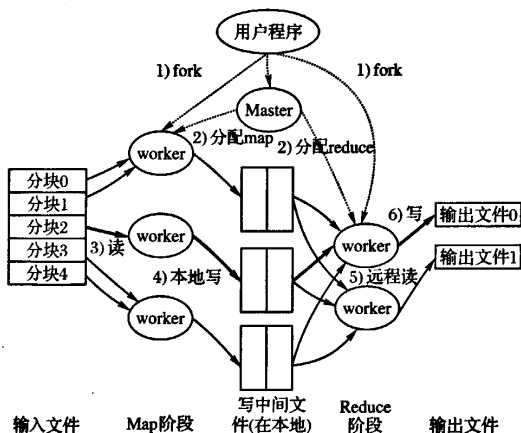 用户程序
1) fork
1) fork
Master
2) 分配map
2) 分配reduce
worker
分块0
分块1
分块2
分块3
分块4
3) 读
worker
4) 本地写
worker
worker
5) 远程读
worker
6) 写
输出文件0
输出文件1
输入文件
Map阶段
写中间文
件(在本地)
Reduce
阶段
输出文件